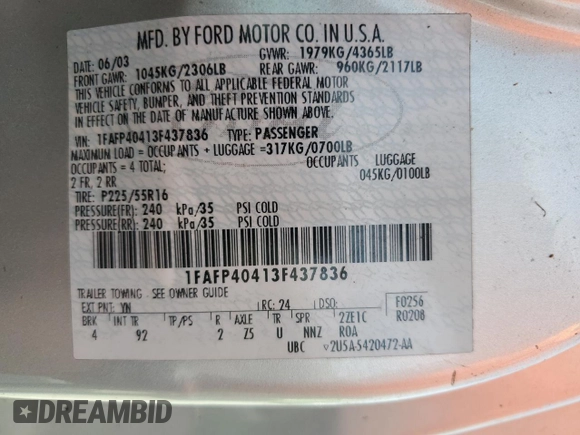 MFD. BY FORD MOTOR CO. IN U.S.A.
DATE: 06/03 GVWR: 1979KG/4365LB
FRONT GAWR: 1045KG/2306LB REAR GAWR: 960KG/2117LB
THIS VEHICLE CONFORMS TO ALL APPLICABLE FEDERAL MOTOR
VEHICLE SAFETY, BUMPER, AND THEFT PREVENTION STANDARDS
IN EFFECT ON THE DATE OF MANUFACTURE SHOWN ABOVE.
VIN: 1FAFP40413F437836 TYPE: PASSENGER
MAXIMUM LOAD = OCCUPANTS + LUGGAGE = 317KG/0700LB
OCCUPANTS = 4 TOTAL; OCCUPANTS LUGGAGE
2 FR, 2 RR 045KG/0100LB
TIRE: P225/55R16
PRESSURE(FR): 240 kPa/35 PSI COLD
PRESSURE(RR): 240 kPa/35 PSI COLD
1FAFP40413F437836
TRAILER TOWING - SEE OWNER GUIDE
EXT PNT: YN RC: 24 DSO: F0256
BRK INT TR TP/PS R AXLE TR SPR 2ZE1C R0208
4 92 2 Z5 U NNZ ROA
UBC V2U5A-5420472-AA
DREAMBID